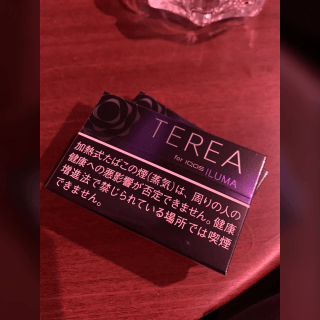 TEREA
for IQOS ILUMA
加熱式たばこの煙(蒸気)は、周りの人の
健康への悪影響が否定できません。健康
増進法で禁じられている場所では喫煙
できません。